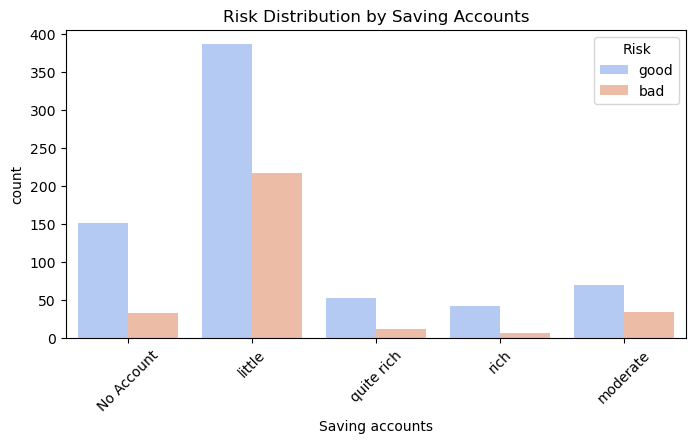 Risk Distribution by Saving Accounts
400
350
300
250
200
150
100
50
0
count
Risk
good
bad
No Account
little
quite rich
rich
moderate
Saving accounts